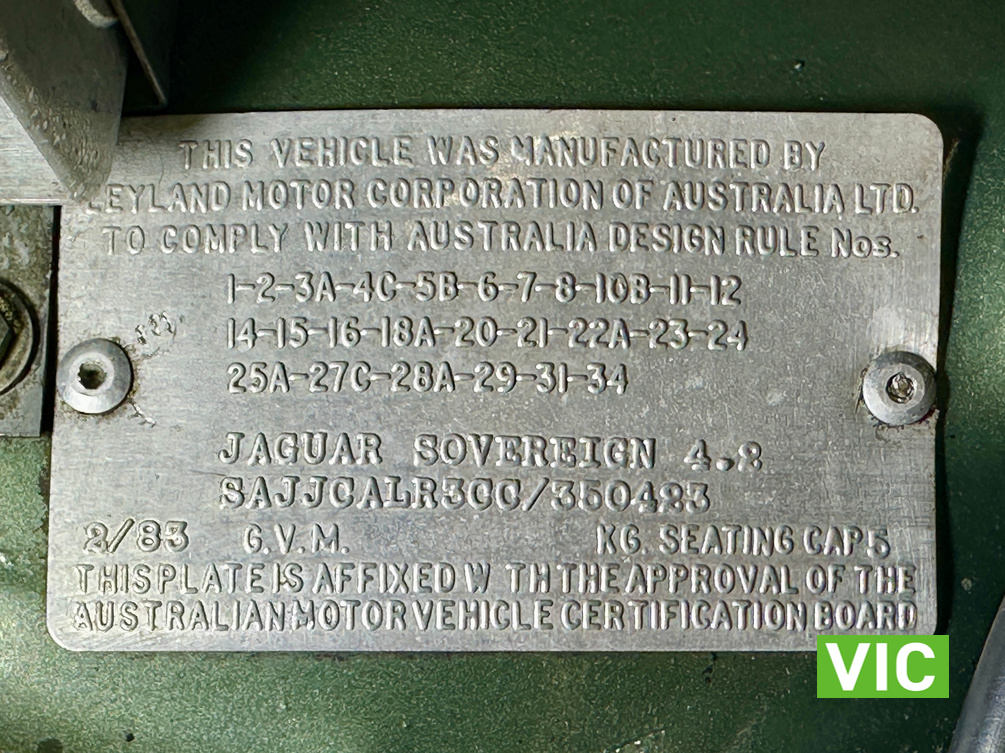 THIS VEHICLE WAS MANUFACTURED BY
LEYLAND MOTOR CORPORATION OF AUSTRALIA LTD.
TO COMPLY WITH AUSTRALIA DESIGN RULE Nos.
1-2-3A-4C-5B-6-7-8-10B-11-12
14-15-16-18A-20-21-22A-23-24
25A-27C-28A-29-31-34
JAGUAR SOVEREIGN 4.2
SAJJCALR3CC/350423
2/83 G.V.M. KG. SEATING CAP 5
THIS PLATE IS AFFIXED W TH THE APPROVAL OF THE
AUSTRALIAN MOTOR VEHICLE CERTIFICATION BOARD
VIC